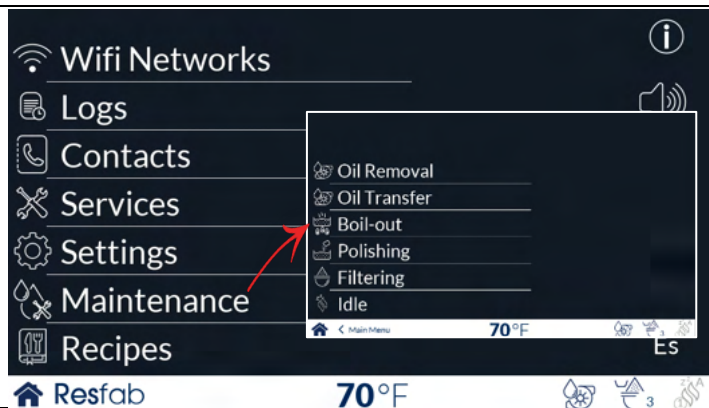 Wifi Networks
Logs
Contacts
Services
Settings
Maintenance
Recipes
Oil Removal
Oil Transfer
Boil-out
Polishing
Filtering
Idle
< Main Menu 70°F 3
Es
Resfab 70°F 3 A